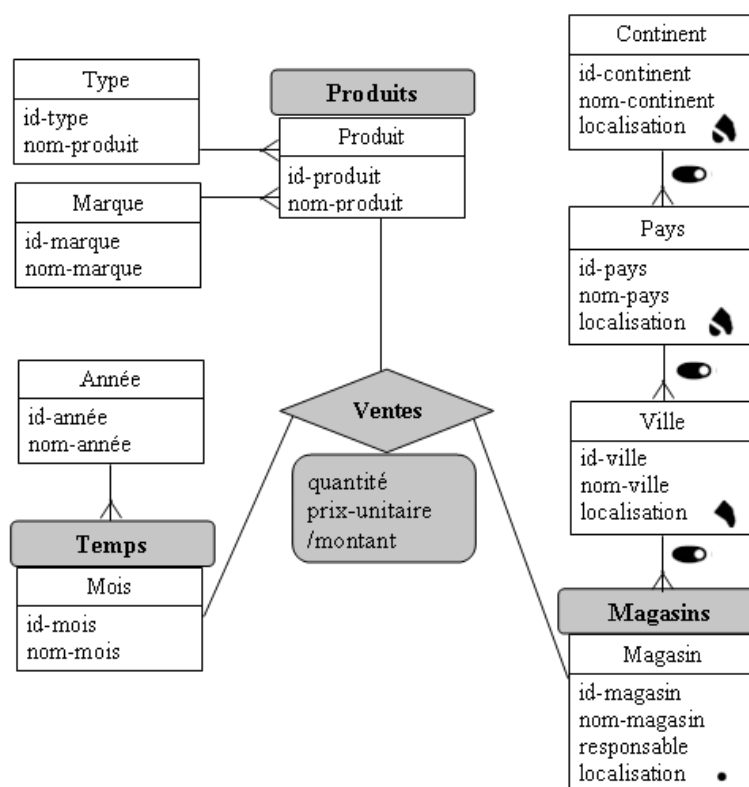 Type
id-type
nom-produit
Marque
id-marque
nom-marque
Produits
Produit
id-produit
nom-produit
Continent
id-continent
nom-continent
localisation
Pays
id-pays
nom-pays
localisation
Ville
id-ville
nom-ville
localisation
Année
id-année
nom-année
Temps
Mois
id-mois
nom-mois
Ventes
quantité
prix-unitaire
/montant
Magasins
Magasin
id-magasin
nom-magasin
responsable
localisation